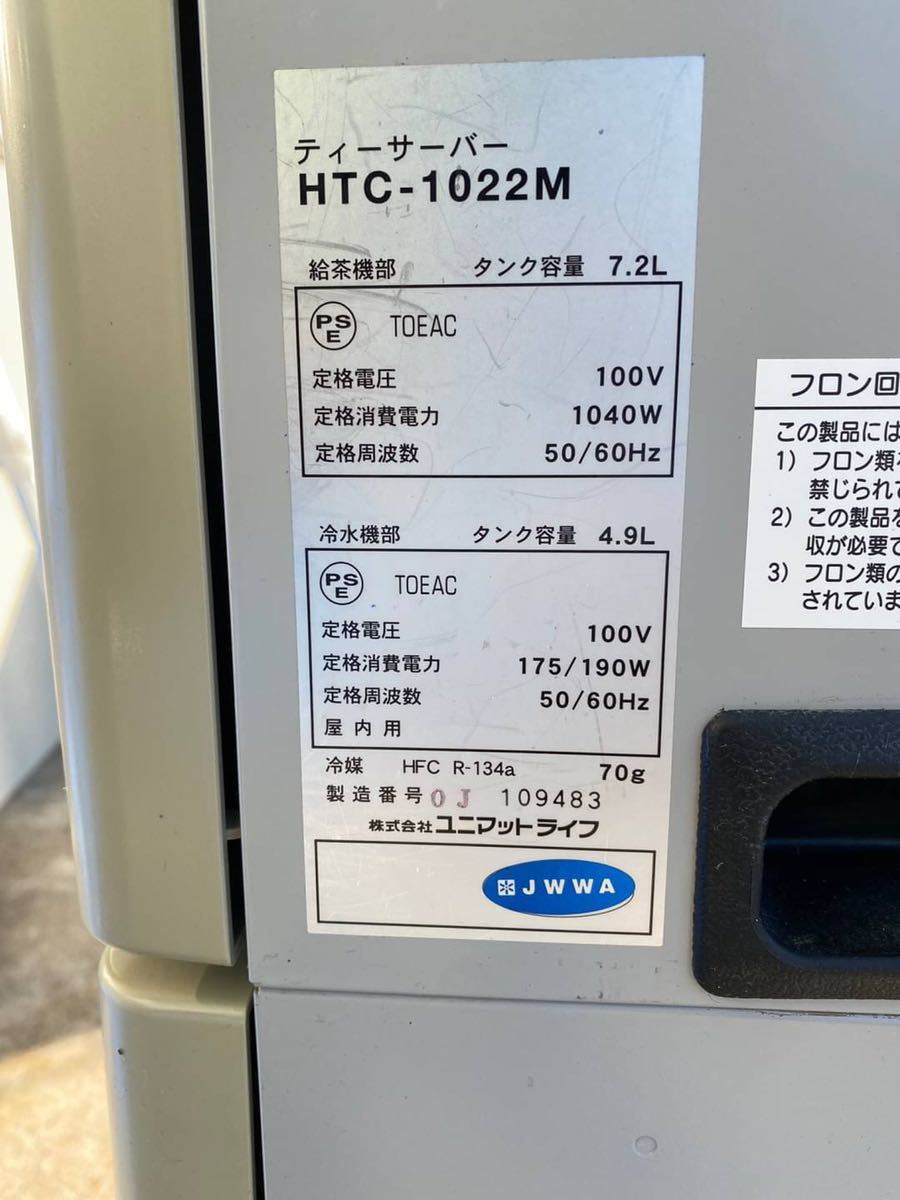 ティーサーバー
HTC-1022M
給茶機部 タンク容量 7.2L
PSE TOEAC
定格電圧 100V
定格消費電力 1040W
定格周波数 50/60Hz
冷水機部 タンク容量 4.9L
PSE TOEAC
定格電圧 100V
定格消費電力 175/190W
定格周波数 50/60Hz
屋内用
冷媒 HFC R-134a 70g
製造番号 0J 109483
株式会社ユニマットライフ
JWWA
フロン回
この製品には
1) フロン類を
禁じられて
2) この製品を
収が必要で
3) フロン類の
されていま